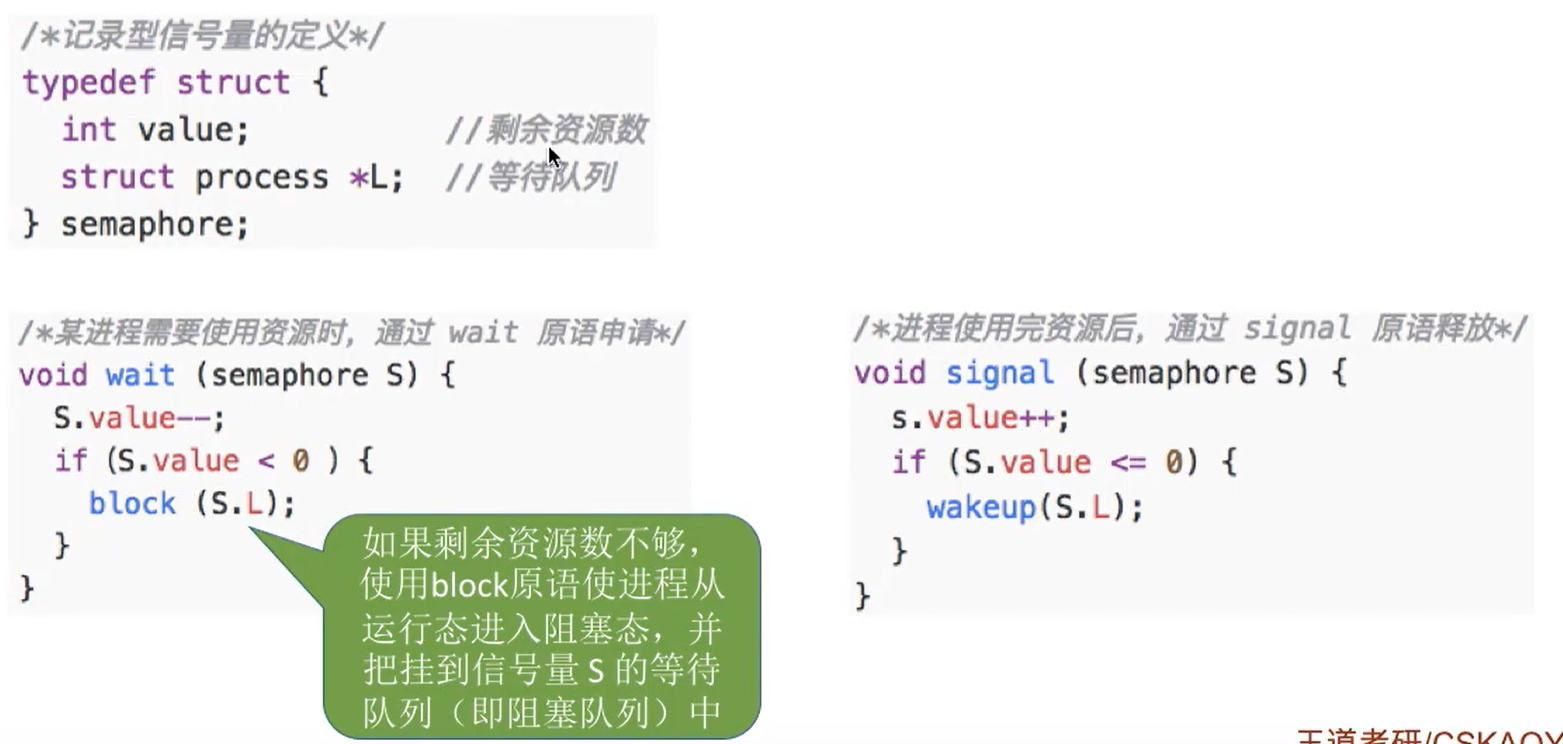 /*记录型信号量的定义*/
typedef struct {
  int value;          //剩余资源数
  struct process *L;  //等待队列
} semaphore;
/*某进程需要使用资源时，通过 wait 原语申请*/
void wait (semaphore S) {
  S.value--;
  if (S.value < 0 ) {
    block (S.L);
  }
}
如果剩余资源数不够，
使用block原语使进程从
运行态进入阻塞态，并
把挂到信号量 S 的等待
队列（即阻塞队列）中
/*进程使用完资源后，通过 signal 原语释放*/
void signal (semaphore S) {
  s.value++;
  if (S.value <= 0) {
    wakeup(S.L);
  }
}
王道考研/CSKAOY